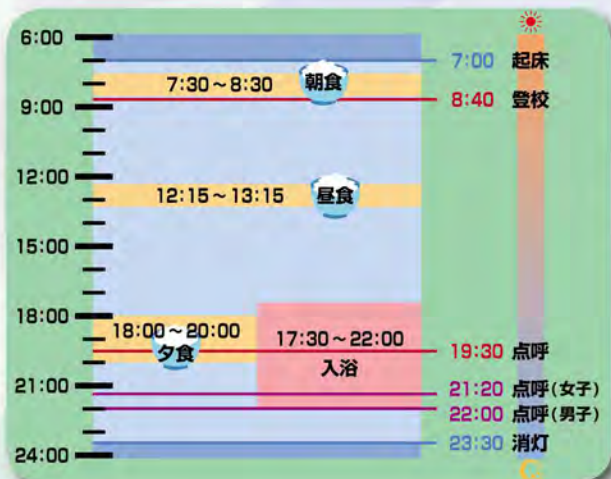 6:00
7:00 起床
7:30～8:30 朝食
8:40 登校
9:00
12:00
12:15～13:15 昼食
15:00
18:00
18:00～20:00
夕食
17:30～22:00
入浴
19:30 点呼
21:00
21:20 点呼(女子)
22:00 点呼(男子)
23:30 消灯
24:00